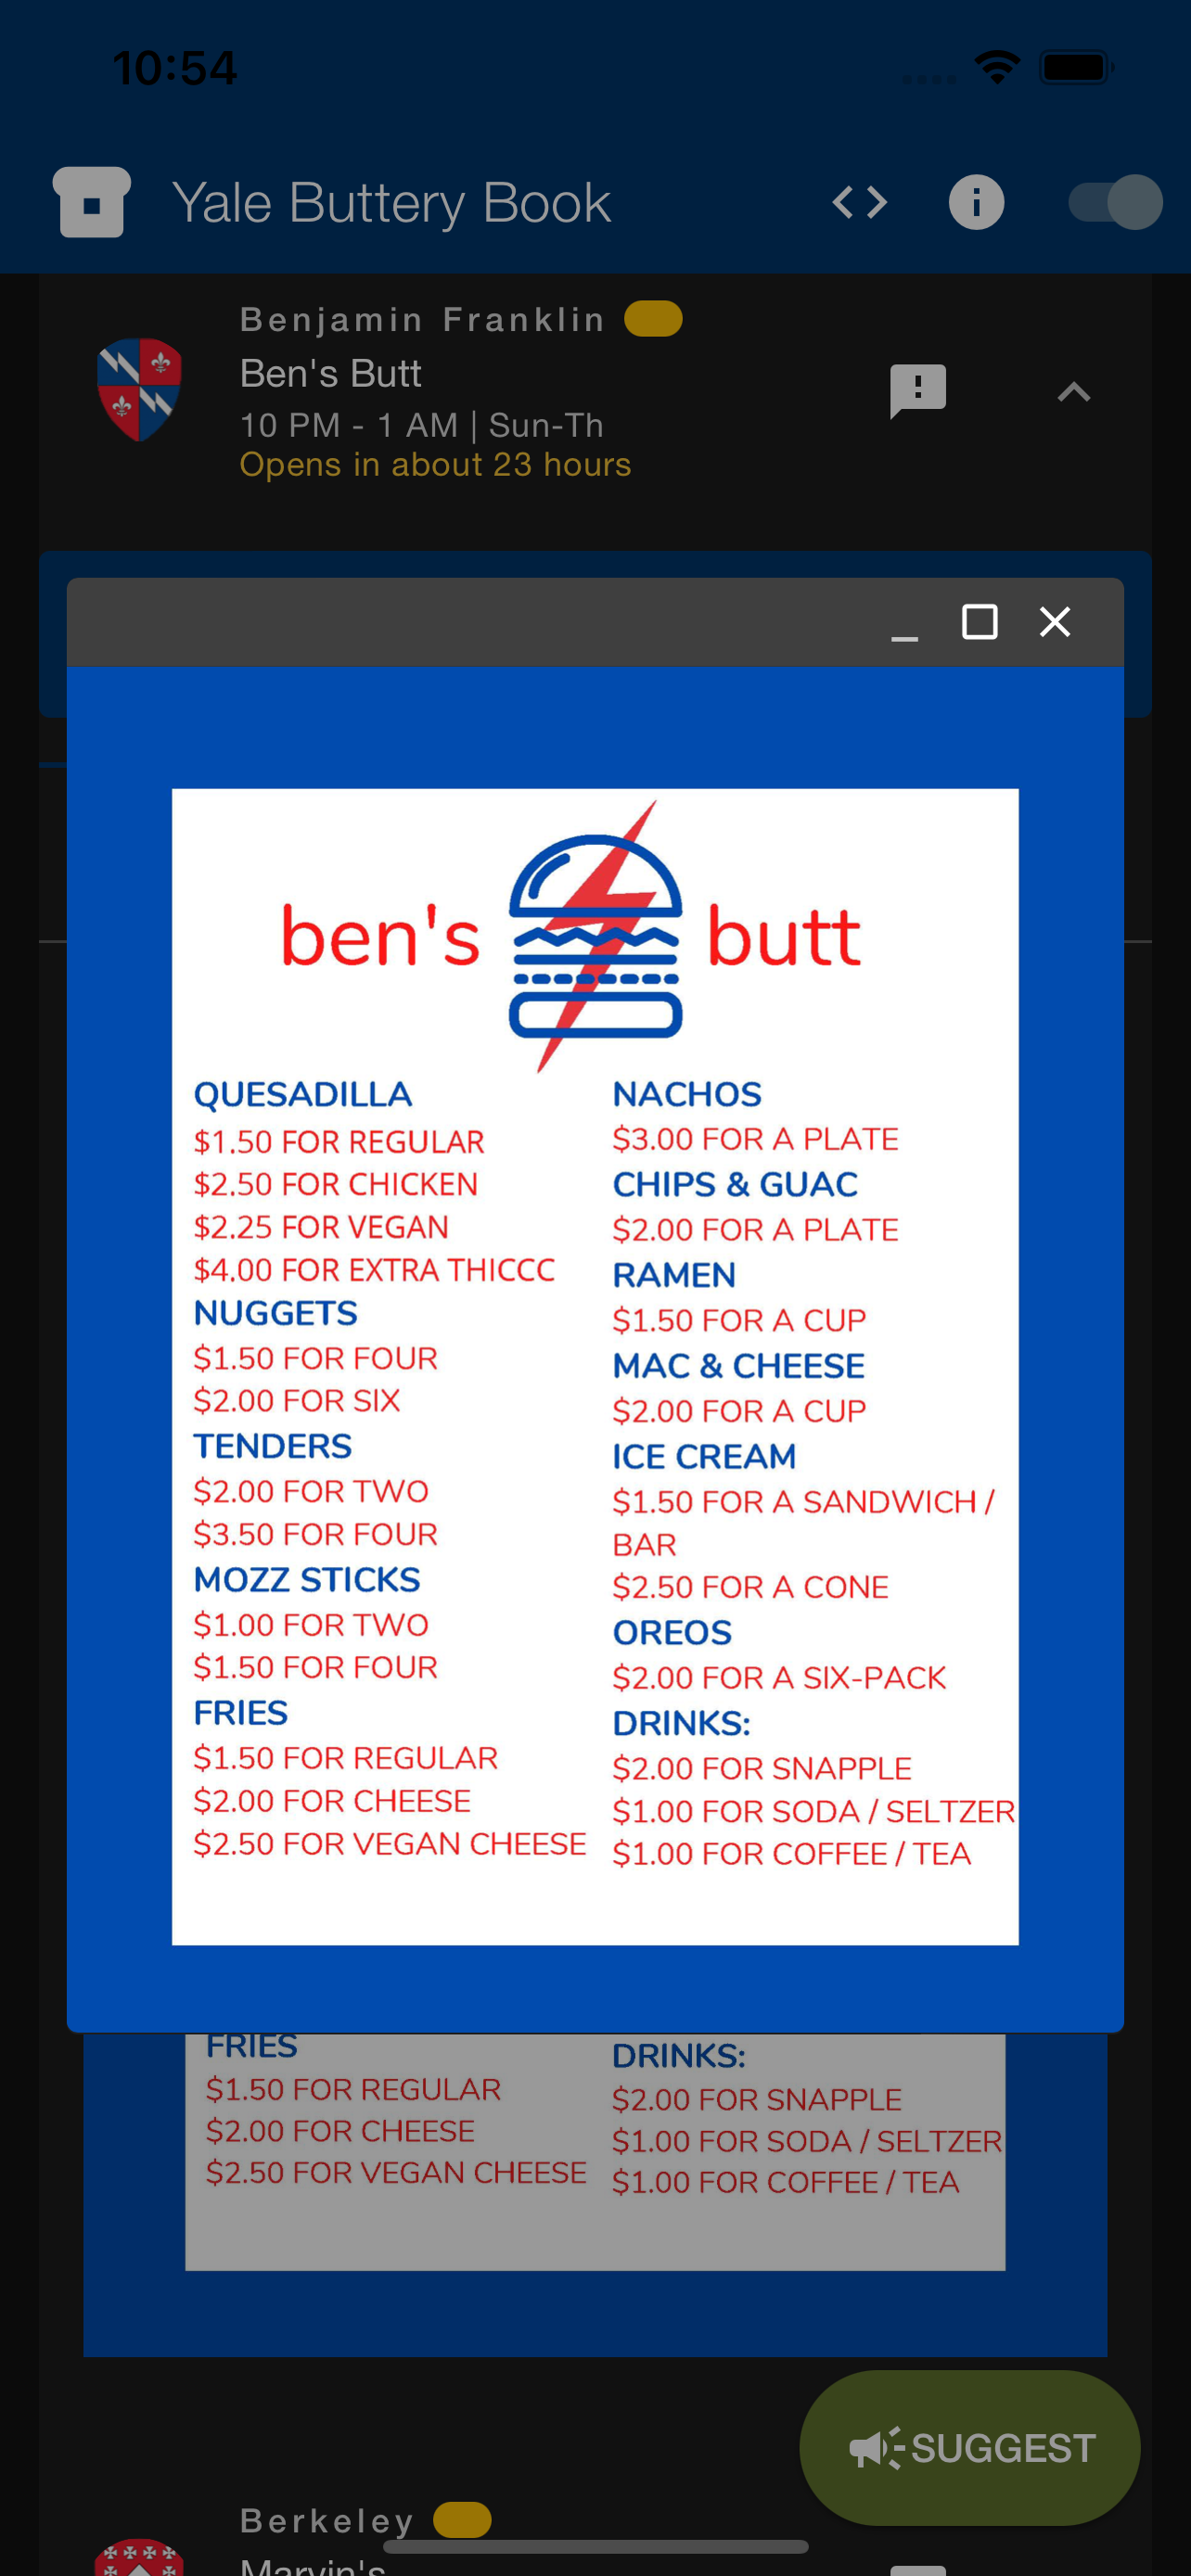 10:54
Yale Buttery Book
Benjamin Franklin
Ben's Butt
10 PM - 1 AM | Sun-Th
Opens in about 23 hours
ben's butt
QUESADILLA
$1.50 FOR REGULAR
$2.50 FOR CHICKEN
$2.25 FOR VEGAN
$4.00 FOR EXTRA THICCC
NUGGETS
$1.50 FOR FOUR
$2.00 FOR SIX
TENDERS
$2.00 FOR TWO
$3.50 FOR FOUR
MOZZ STICKS
$1.00 FOR TWO
$1.50 FOR FOUR
FRIES
$1.50 FOR REGULAR
$2.00 FOR CHEESE
$2.50 FOR VEGAN CHEESE
NACHOS
$3.00 FOR A PLATE
CHIPS & GUAC
$2.00 FOR A PLATE
RAMEN
$1.50 FOR A CUP
MAC & CHEESE
$2.00 FOR A CUP
ICE CREAM
$1.50 FOR A SANDWICH /
BAR
$2.50 FOR A CONE
OREOS
$2.00 FOR A SIX-PACK
DRINKS:
$2.00 FOR SNAPPLE
$1.00 FOR SODA / SELTZER
$1.00 FOR COFFEE / TEA
FRIES
$1.50 FOR REGULAR
$2.00 FOR CHEESE
$2.50 FOR VEGAN CHEESE
DRINKS:
$2.00 FOR SNAPPLE
$1.00 FOR SODA / SELTZER
$1.00 FOR COFFEE / TEA
SUGGEST
Berkeley
Marvin's